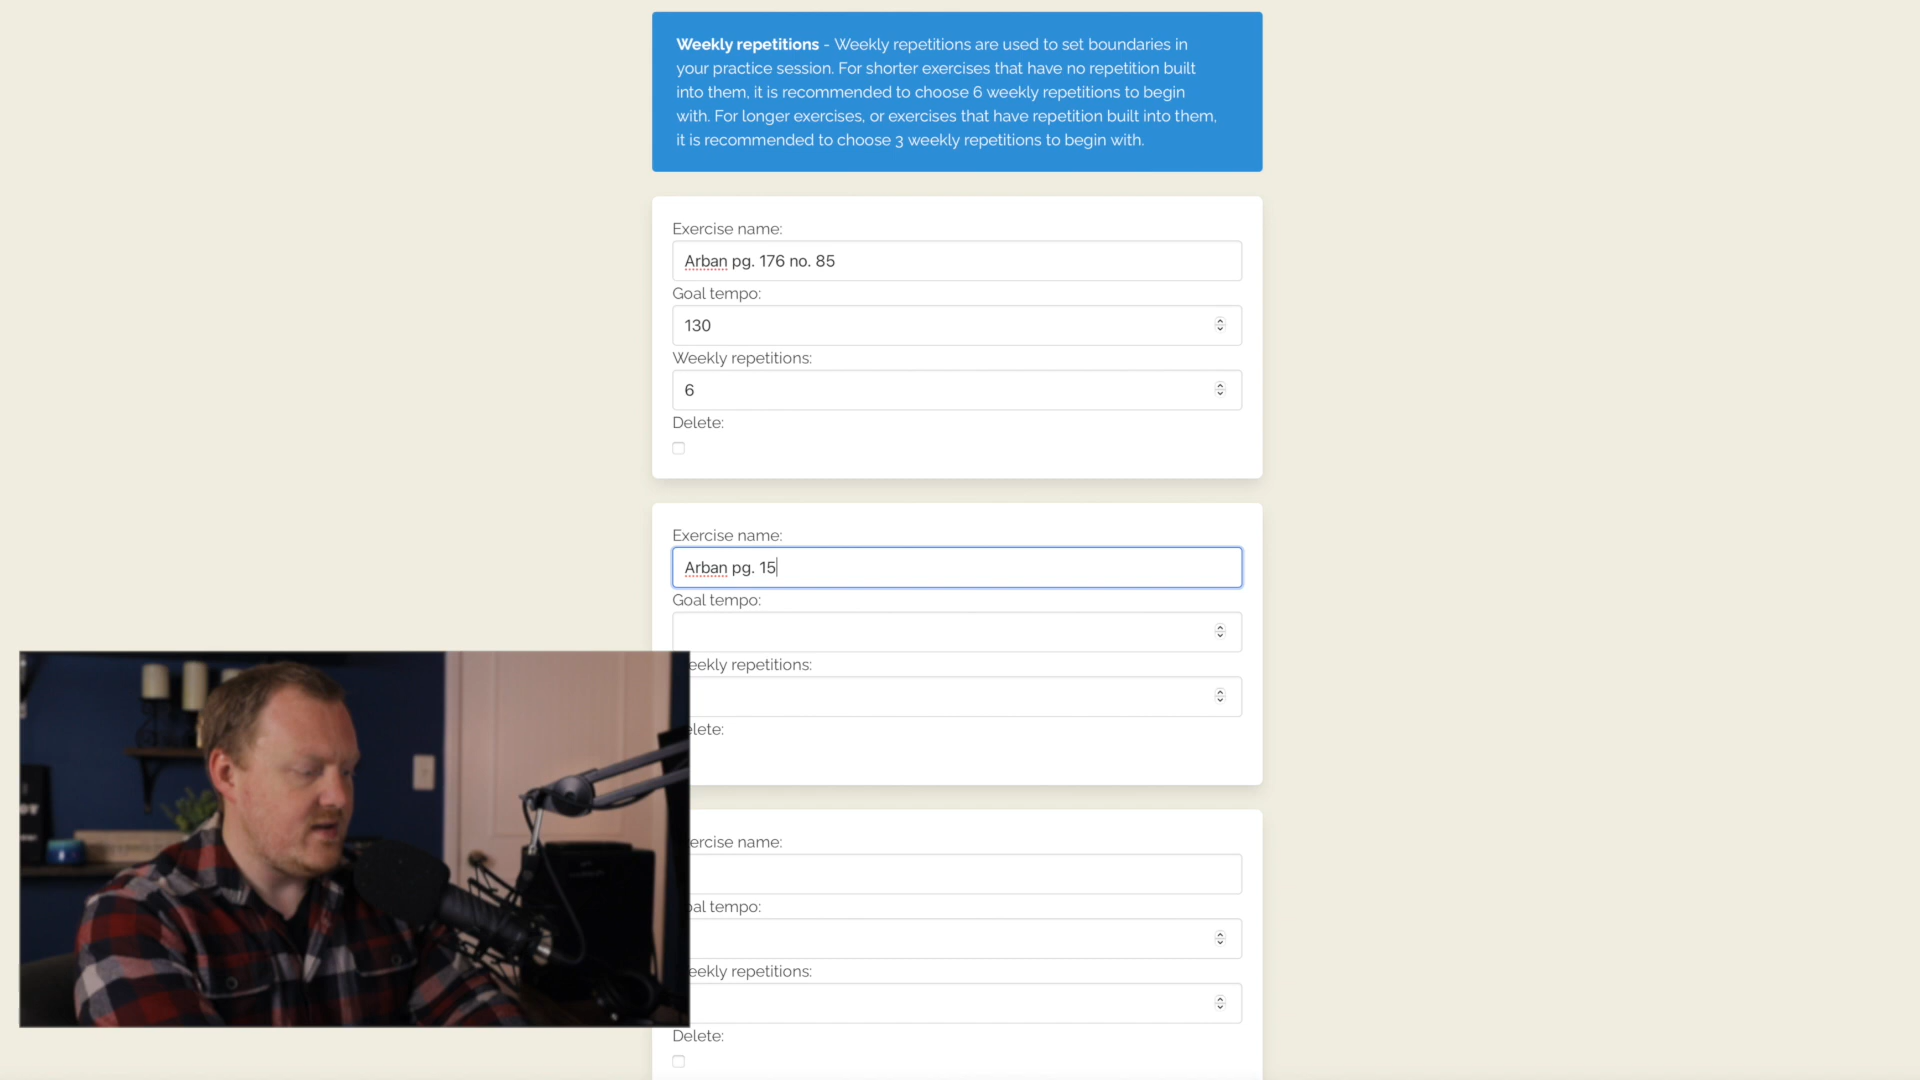 Weekly repetitions - Weekly repetitions are used to set boundaries in
your practice session. For shorter exercises that have no repetition built
into them, it is recommended to choose 6 weekly repetitions to begin
with. For longer exercises, or exercises that have repetition built into them,
it is recommended to choose 3 weekly repetitions to begin with.
Exercise name:
Arban pg. 176 no. 85
Goal tempo:
130
Weekly repetitions:
6
Delete:
Exercise name:
Arban pg. 15
Goal tempo:
eekly repetitions:
lete:
ercise name:
al tempo:
eekly repetitions:
Delete: